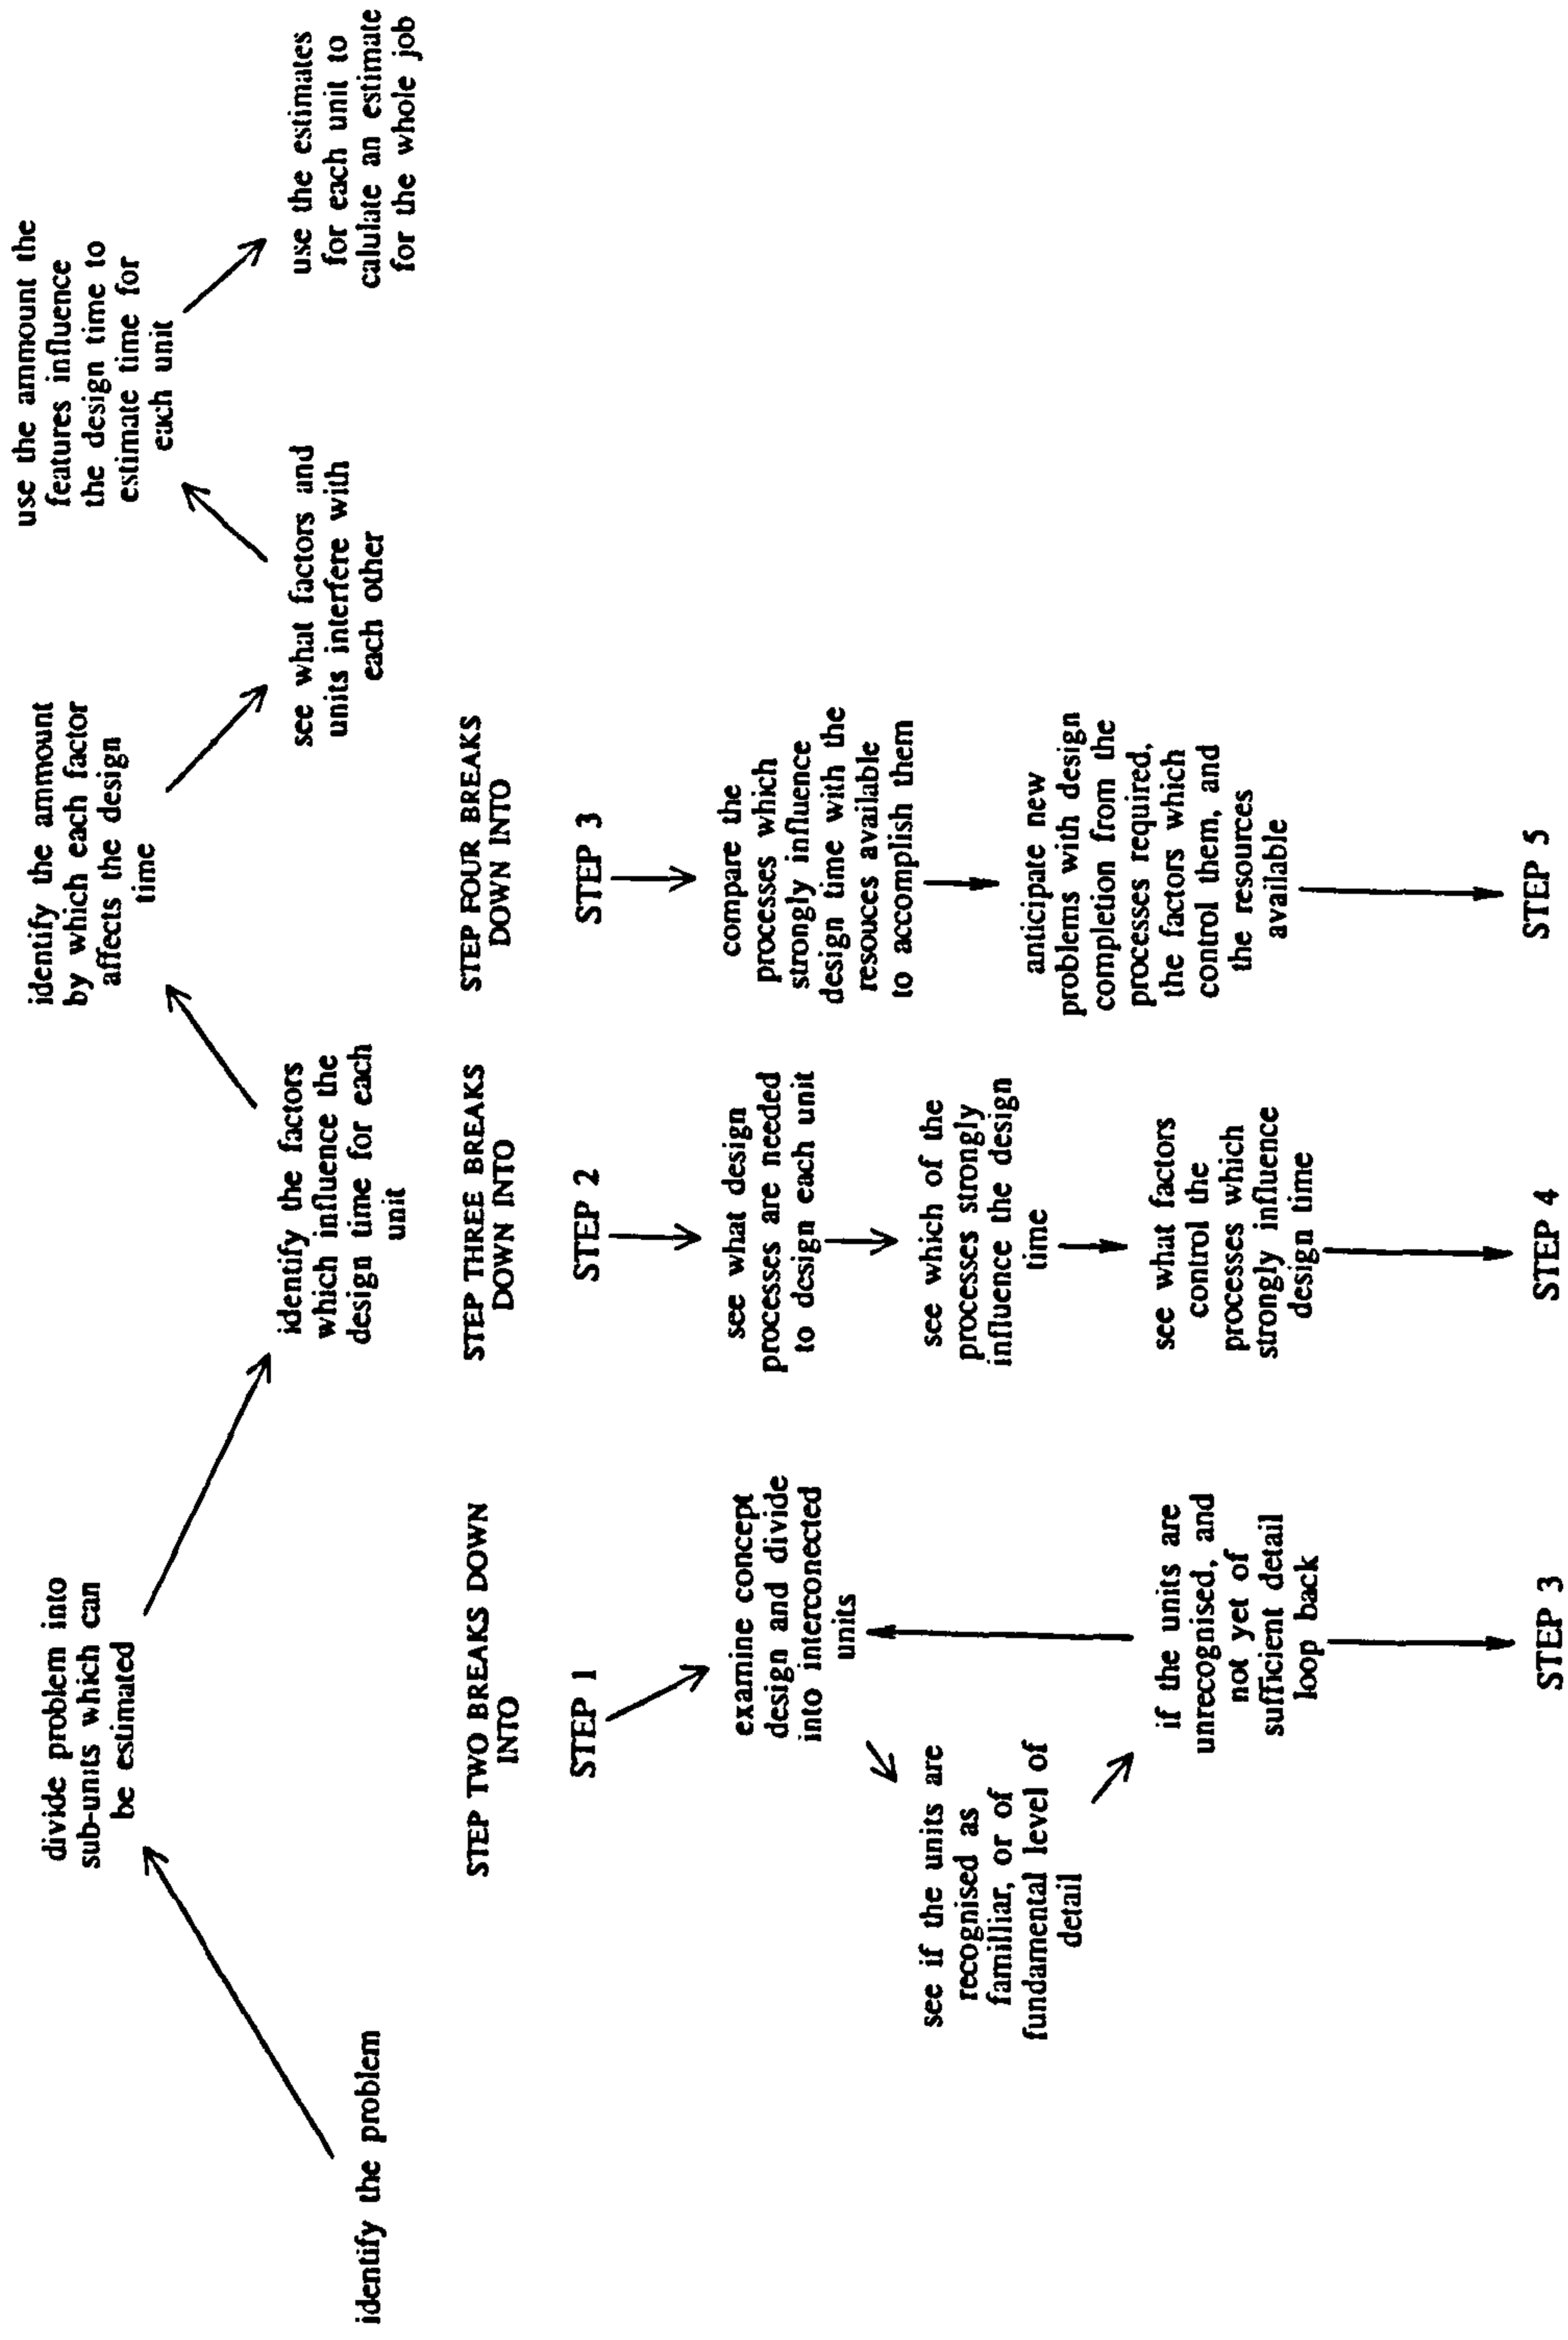 identify the problem
divide problem into
sub-units which can
be estimated
identify the factors
which influence the
design time for each
unit
identify the ammount
by which each factor
affects the design
time
see what factors and
units interfere with
each other
use the ammount the
features influence
the design time to
estimate time for
each unit
use the estimates
for each unit to
calulate an estimate
for the whole job
STEP TWO BREAKS DOWN
INTO
STEP 1
examine concept
design and divide
into interconected
units
see if the units are
recognised as
familliar, or of
fundamental level of
detail
if the units are
unrecognised, and
not yet of
sufficient detail
loop back
STEP 3
STEP THREE BREAKS
DOWN INTO
STEP 2
see what design
processes are needed
to design each unit
see which of the
processes strongly
influence the design
time
see what factors
control the
processes which
strongly influence
design time
STEP 4
STEP FOUR BREAKS
DOWN INTO
STEP 3
compare the
processes which
strongly influence
design time with the
resouces available
to accomplish them
anticipate new
problems with design
completion from the
processes required,
the factors which
control them, and
the resources
available
STEP 5